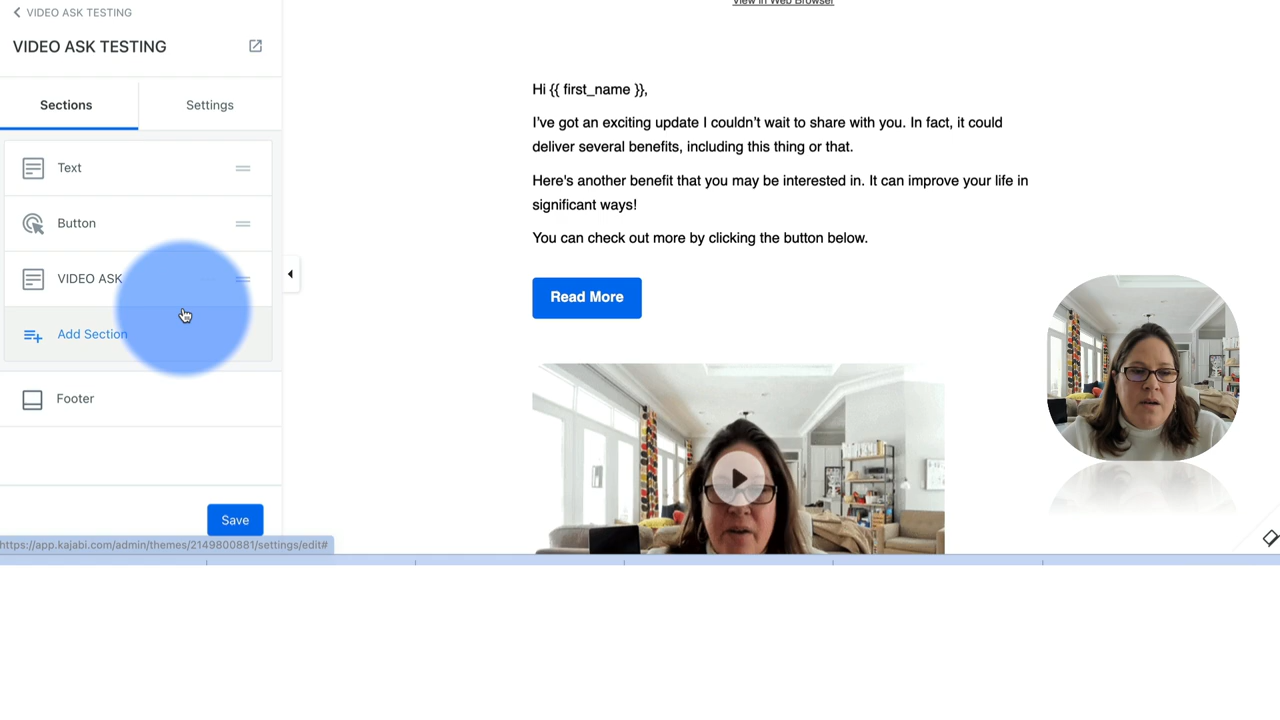 VIDEO ASK TESTING
VIDEO ASK TESTING
Sections
Settings
Text
Button
VIDEO ASK
Add Section
Footer
Save
https://app.kajabi.com/admin/themes/2149800881/settings/edit#
View in Web Browser
Hi {{ first_name }},
I've got an exciting update I couldn't wait to share with you. In fact, it could
deliver several benefits, including this thing or that.
Here's another benefit that you may be interested in. It can improve your life in
significant ways!
You can check out more by clicking the button below.
Read More